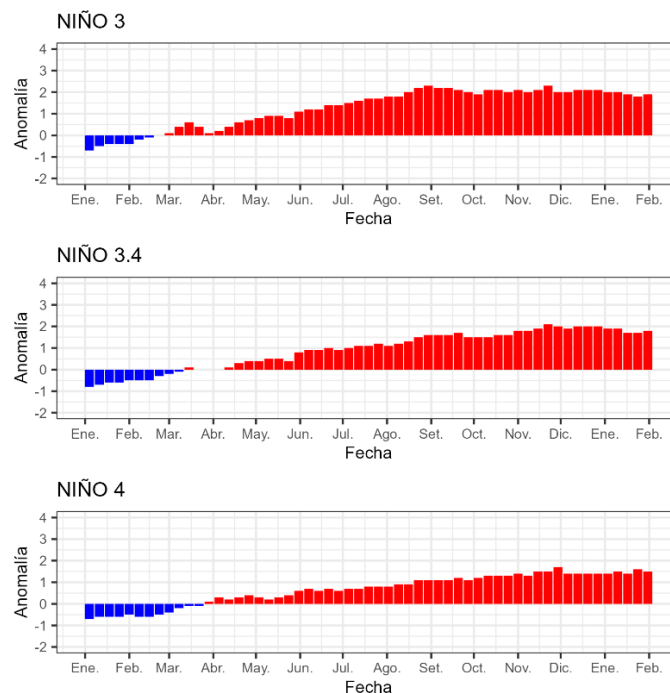 NIÑO 3
4
3
2
1
0
-1
-2
Anomalía
Ene. Feb. Mar. Abr. May. Jun. Jul. Ago. Set. Oct. Nov. Dic. Ene. Feb.
Fecha
NIÑO 3.4
4
3
2
1
0
-1
-2
Anomalía
Ene. Feb. Mar. Abr. May. Jun. Jul. Ago. Set. Oct. Nov. Dic. Ene. Feb.
Fecha
NIÑO 4
4
3
2
1
0
-1
-2
Anomalía
Ene. Feb. Mar. Abr. May. Jun. Jul. Ago. Set. Oct. Nov. Dic. Ene. Feb.
Fecha